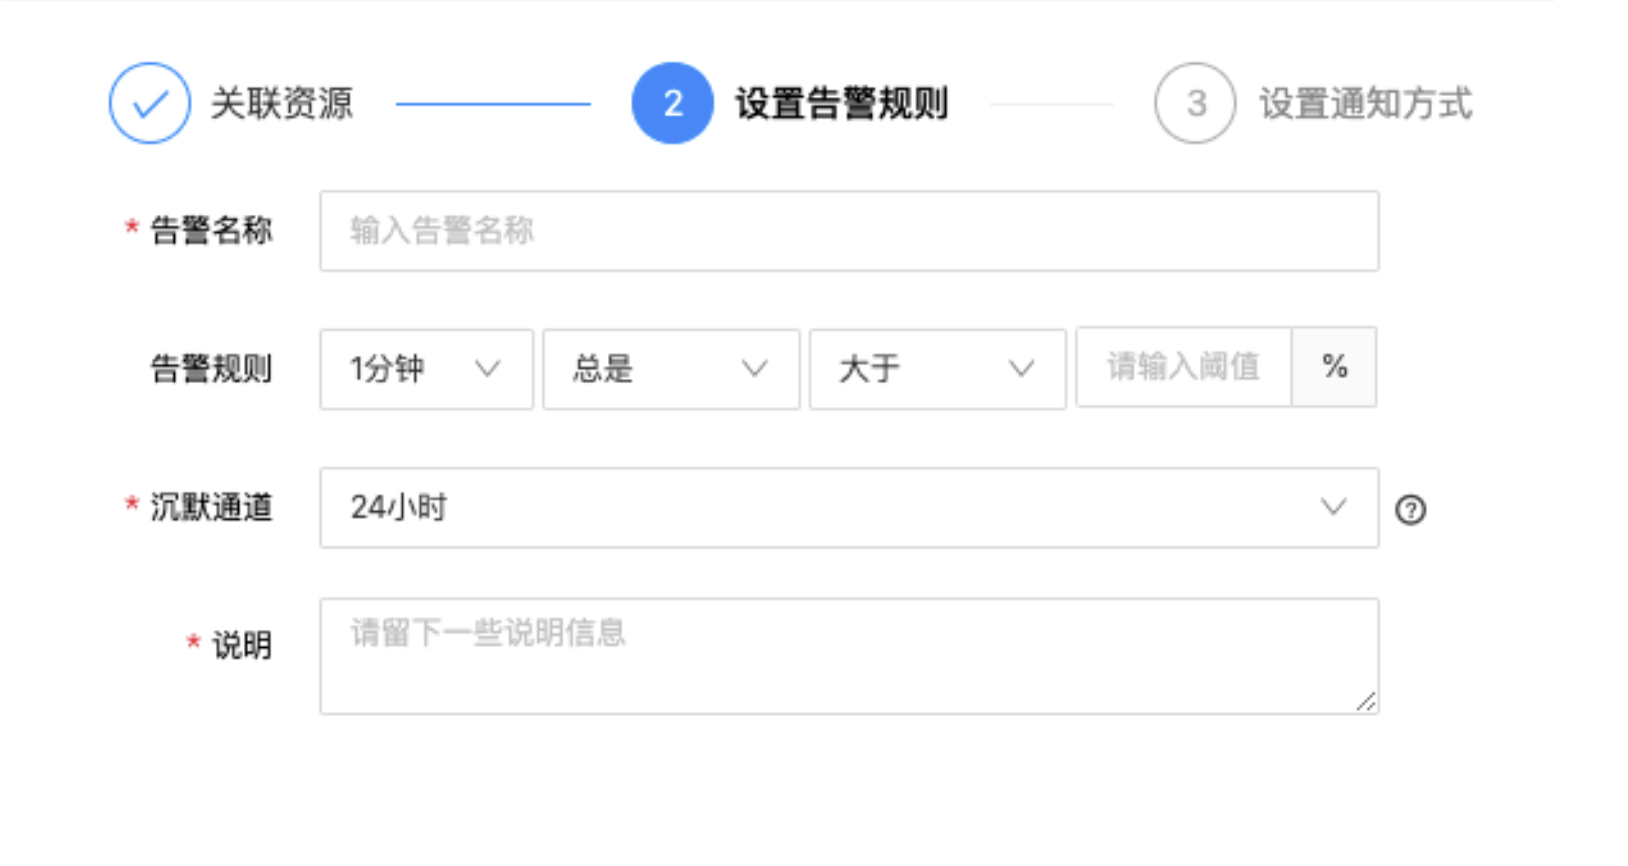 关联资源 2 设置告警规则 3 设置通知方式
* 告警名称 输入告警名称
告警规则 1分钟 总是 大于 请输入阈值 %
* 沉默通道 24小时 ?
* 说明 请留下一些说明信息